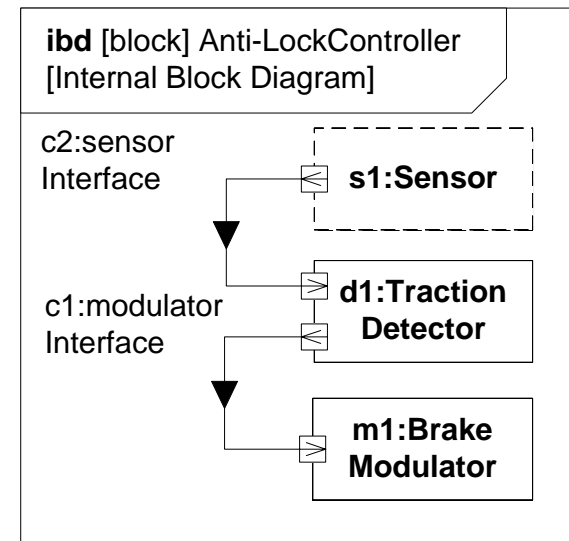 ibd [block] Anti-LockController
[Internal Block Diagram]
c2:sensor
Interface
s1:Sensor
d1:Traction
Detector
c1:modulator
Interface
m1:Brake
Modulator